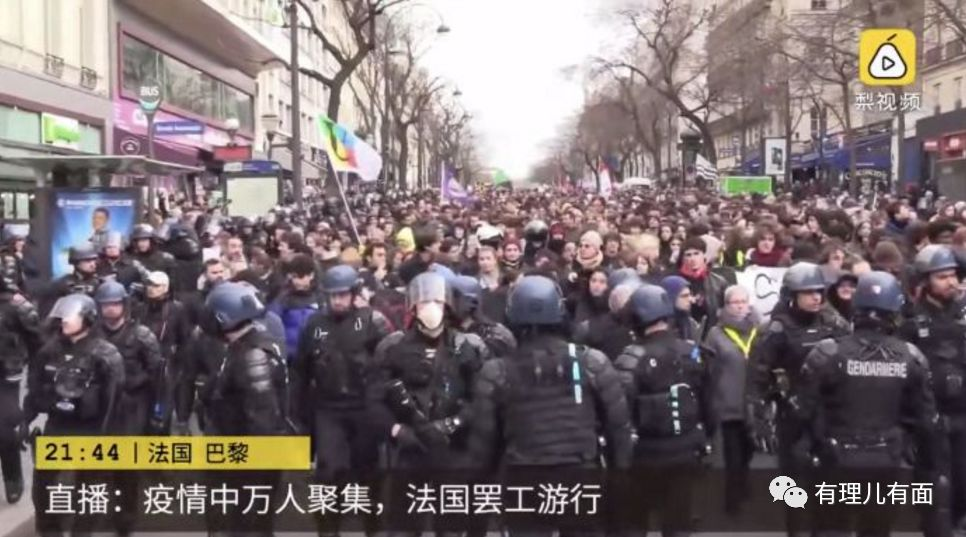 梨视频
BUS
GENDARMERIE
21:44 | 法国 巴黎
直播：疫情中万人聚集，法国罢工游行
有理儿有面